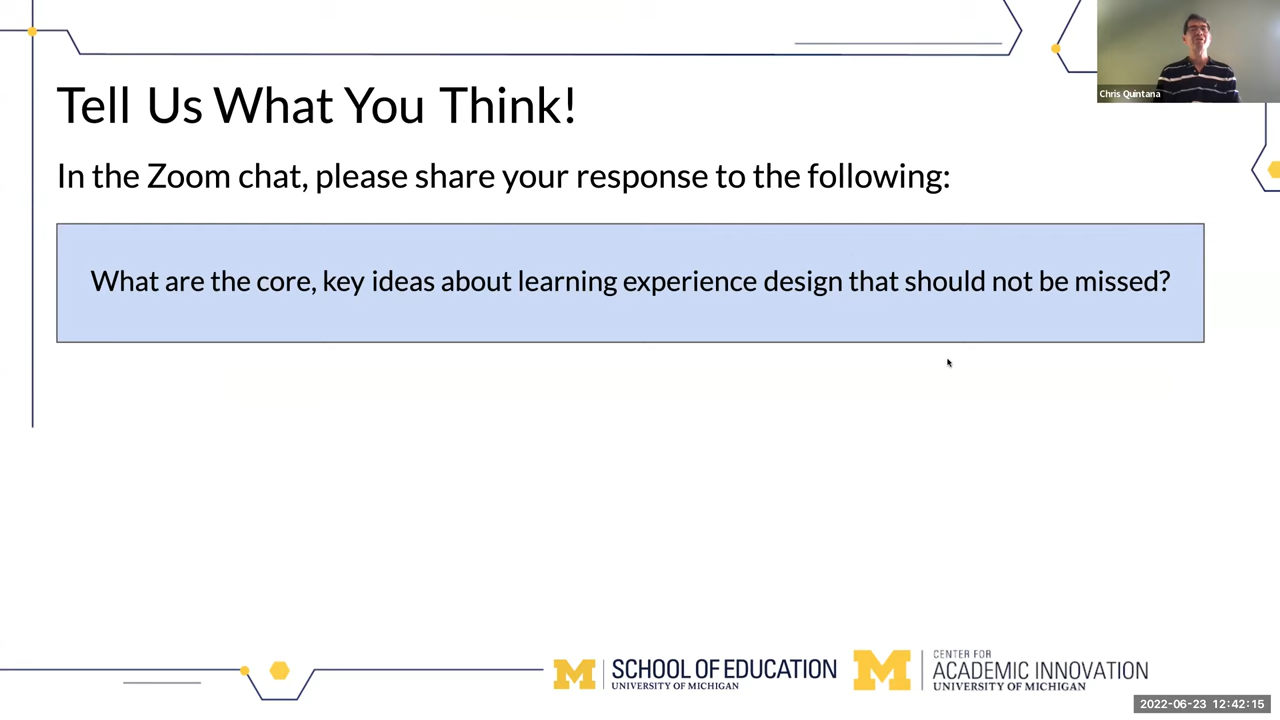 Tell Us What You Think!
In the Zoom chat, please share your response to the following:
What are the core, key ideas about learning experience design that should not be missed?
Chris Quintana
M SCHOOL OF EDUCATION
UNIVERSITY OF MICHIGAN
M CENTER FOR
ACADEMIC INNOVATION
UNIVERSITY OF MICHIGAN
2022-06-23 12:42:15